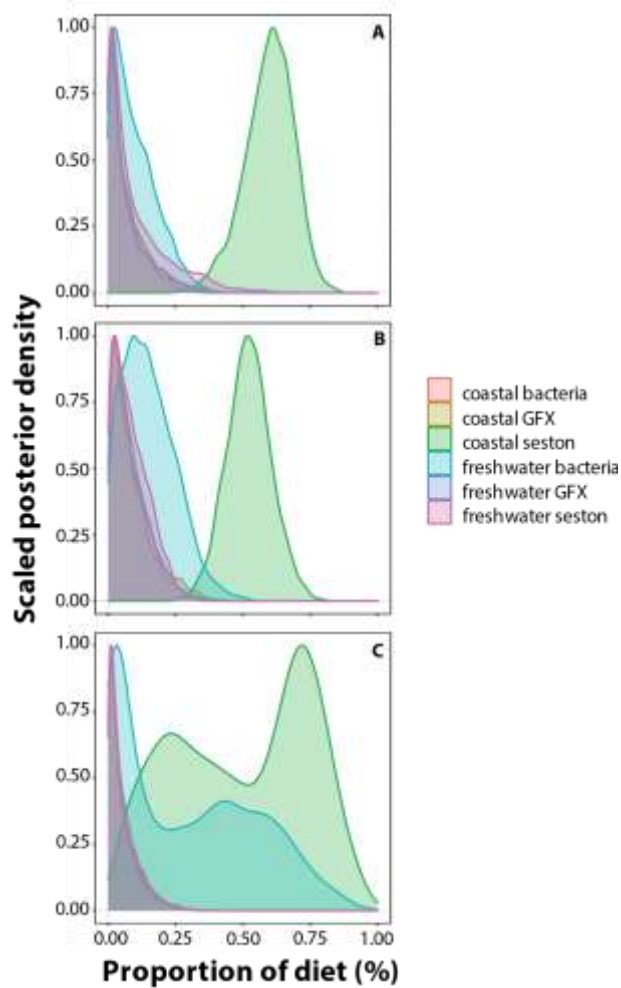 Scaled posterior density
A
1.00
0.75
0.50
0.25
0.00
B
1.00
0.75
0.50
0.25
0.00
C
1.00
0.75
0.50
0.25
0.00
0.00 0.25 0.50 0.75 1.00
Proportion of diet (%)
coastal bacteria
coastal GFX
coastal seston
freshwater bacteria
freshwater GFX
freshwater seston